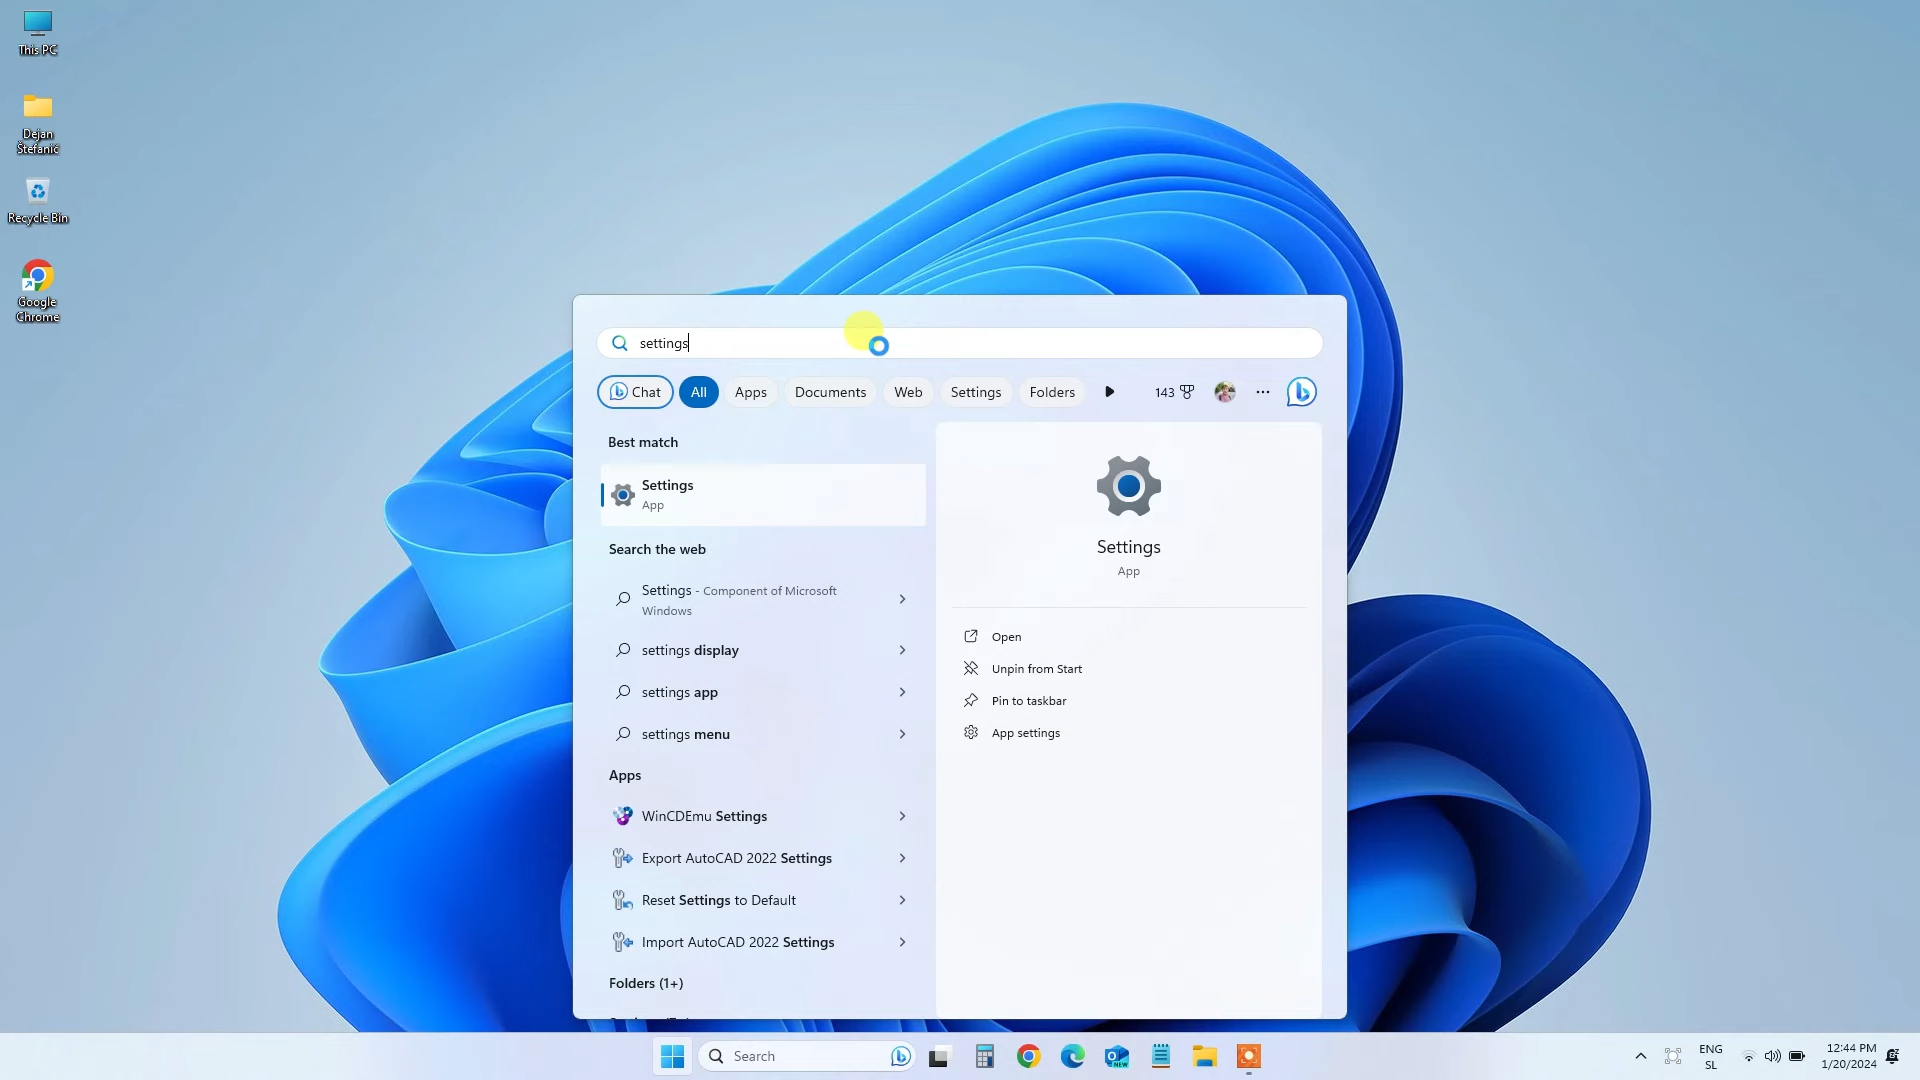 This PC
Dejan
Štefanić
Recycle Bin
Google
Chrome
settings
Chat
All
Apps
Documents
Web
Settings
Folders
143
Best match
Settings
App
Search the web
Settings - Component of Microsoft
Windows
settings display
settings app
settings menu
Apps
WinCDEmu Settings
Export AutoCAD 2022 Settings
Reset Settings to Default
Import AutoCAD 2022 Settings
Folders (1+)
Settings
App
Open
Unpin from Start
Pin to taskbar
App settings
Search
ENG
SL
12:44 PM
1/20/2024